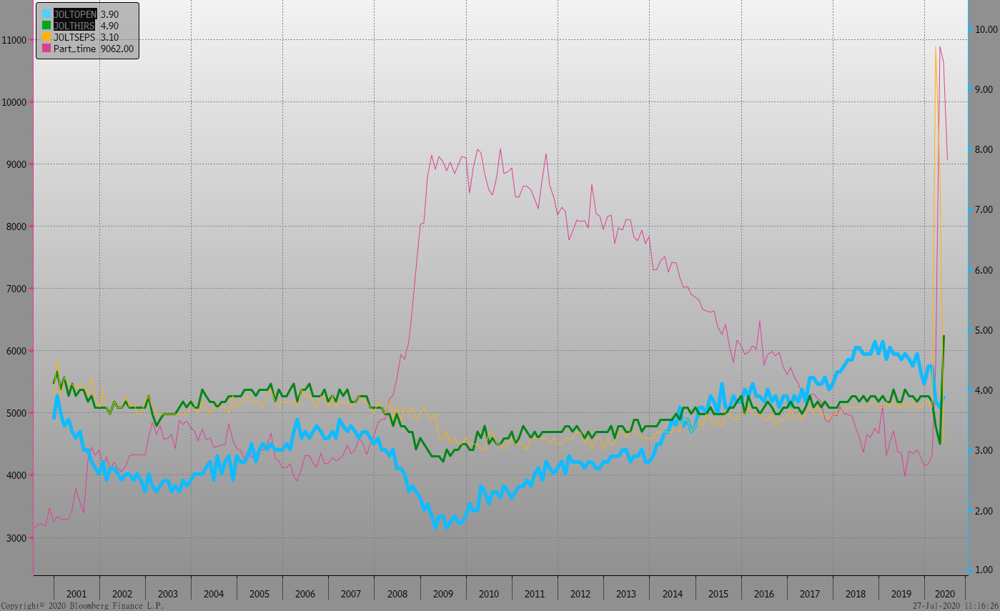 JOLTOPEN 3.90
JOLTHIRS 4.90
JOLTSEPS 3.10
Part_time 9062.00
11000
10000
9000
8000
7000
6000
5000
4000
3000
10.00
9.00
8.00
7.00
6.00
5.00
4.00
3.00
2.00
1.00
2001 2002 2003 2004 2005 2006 2007 2008 2009 2010 2011 2012 2013 2014 2015 2016 2017 2018 2019 2020
Copyright© 2020 Bloomberg Finance L.P.
27-Jul-2020 11:16:26